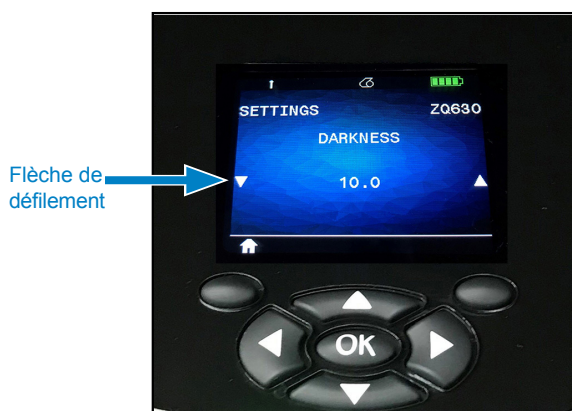 SETTINGS ZQ630
DARKNESS
Flèche de
défilement
10.0
OK